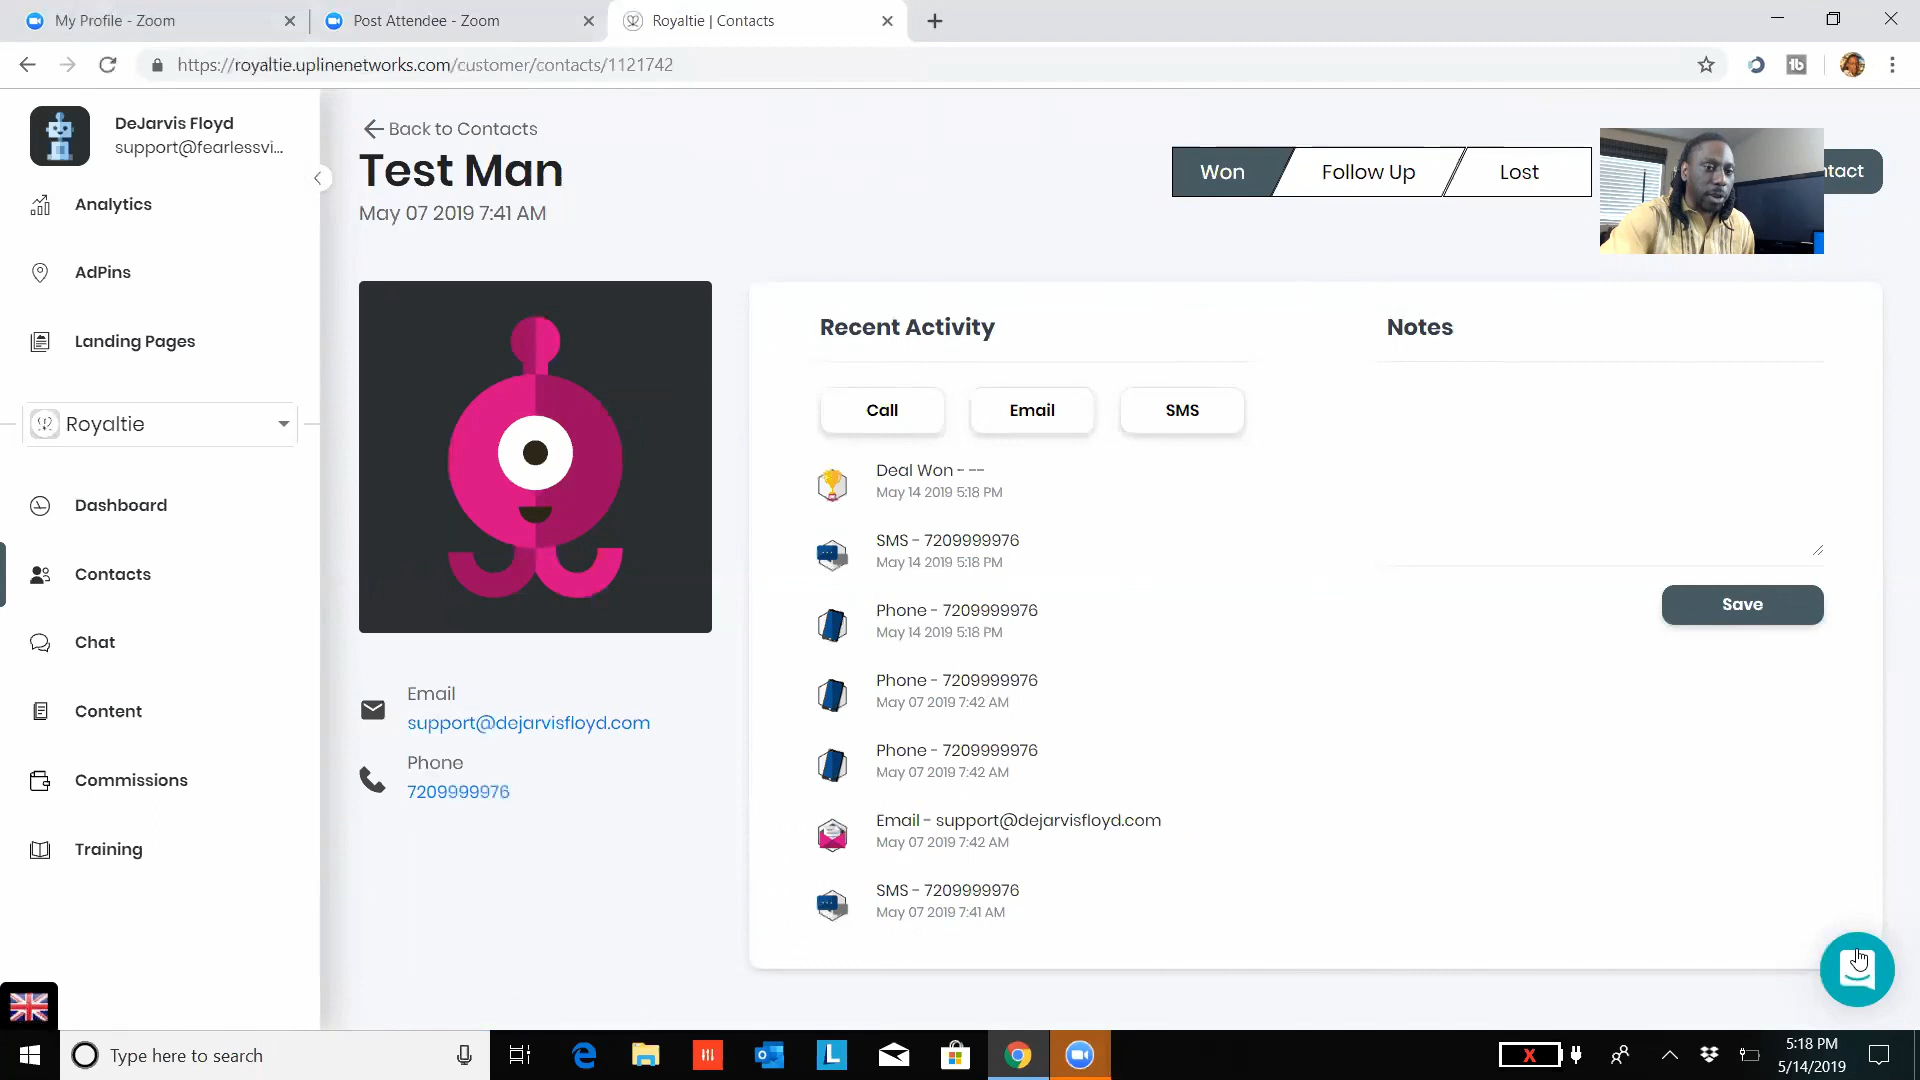 My Profile - Zoom
Post Attendee - Zoom
Royaltie | Contacts
https://royaltie.uplinenetworks.com/customer/contacts/1121742
DeJarvis Floyd
support@fearlessvi...
Analytics
AdPins
Landing Pages
Royaltie
Dashboard
Contacts
Chat
Content
Commissions
Training
Back to Contacts
Test Man
May 07 2019 7:41 AM
Won
Follow Up
Lost
ntact
Email
support@dejarvisfloyd.com
Phone
7209999976
Recent Activity
Call
Email
SMS
Deal Won - --
May 14 2019 5:18 PM
SMS - 7209999976
May 14 2019 5:18 PM
Phone - 7209999976
May 14 2019 5:18 PM
Phone - 7209999976
May 07 2019 7:42 AM
Phone - 7209999976
May 07 2019 7:42 AM
Email - support@dejarvisfloyd.com
May 07 2019 7:42 AM
SMS - 7209999976
May 07 2019 7:41 AM
Notes
Save
Type here to search
5:18 PM
5/14/2019